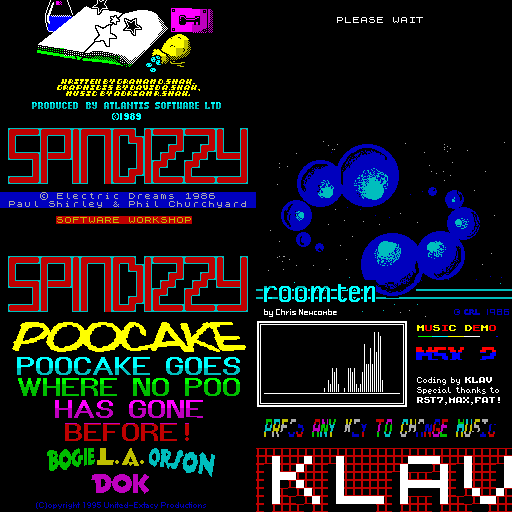 WRITTEN BY GRAHAM D.SHAW,
GRAPHICS BY DAVID A.SHAW,
MUSIC BY ADRIAN R.SHAW.
PRODUCED BY ATLANTIS SOFTWARE LTD
©1989
SPINDIZZY
© Electric Dreams 1986
Paul Shirley & Phil Churchyard
SOFTWARE WORKSHOP
SPINDIZZY
POOCAKE
POOCAKE GOES
WHERE NO POO
HAS GONE
BEFORE!
BOGIE L.A. ORSON
DOK
PLEASE WAIT
room ten
by Chris Newcombe
MUSIC DEMO
Coding by KLAV
Special thanks to
RST7,MAX,FAT!
PRESS ANY KEY TO CHANGE MUSIC
KLAV